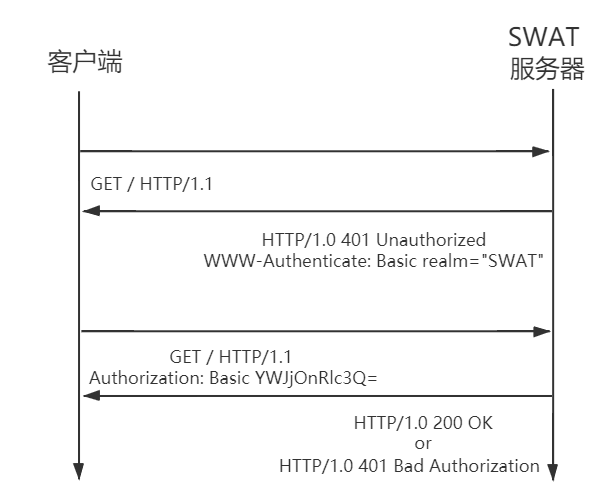 客户端
SWAT
服务器
GET / HTTP/1.1
HTTP/1.0 401 Unauthorized
WWW-Authenticate: Basic realm="SWAT"
GET / HTTP/1.1
Authorization: Basic YWJjOnRlc3Q=
HTTP/1.0 200 OK
or
HTTP/1.0 401 Bad Authorization